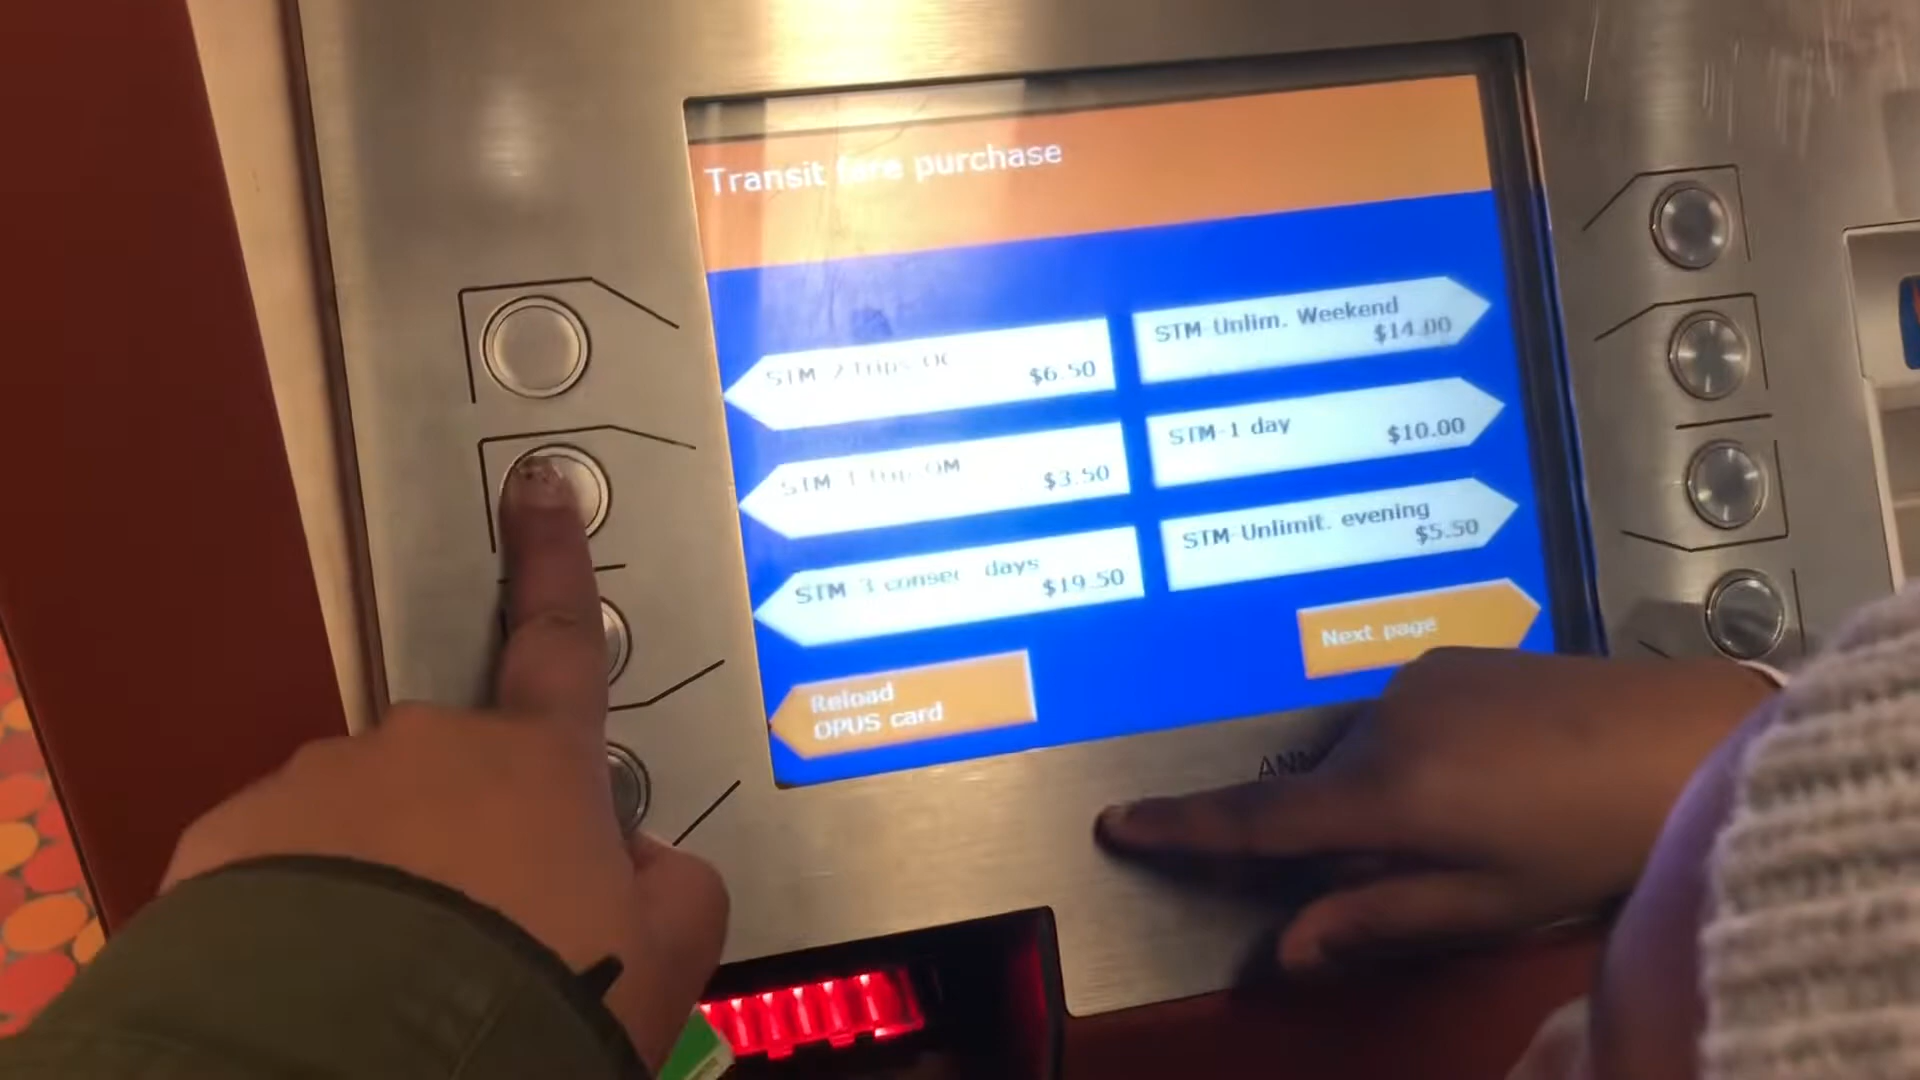 Transit fare purchase
STM 2 Trips
$6.50
STM 1 Trip
$3.50
STM 3 consec days
$19.50
Reload
OPUS card
STM-Unlim. Weekend
$14.00
STM-1 day
$10.00
STM-Unlimit. evening
$5.50
Next page